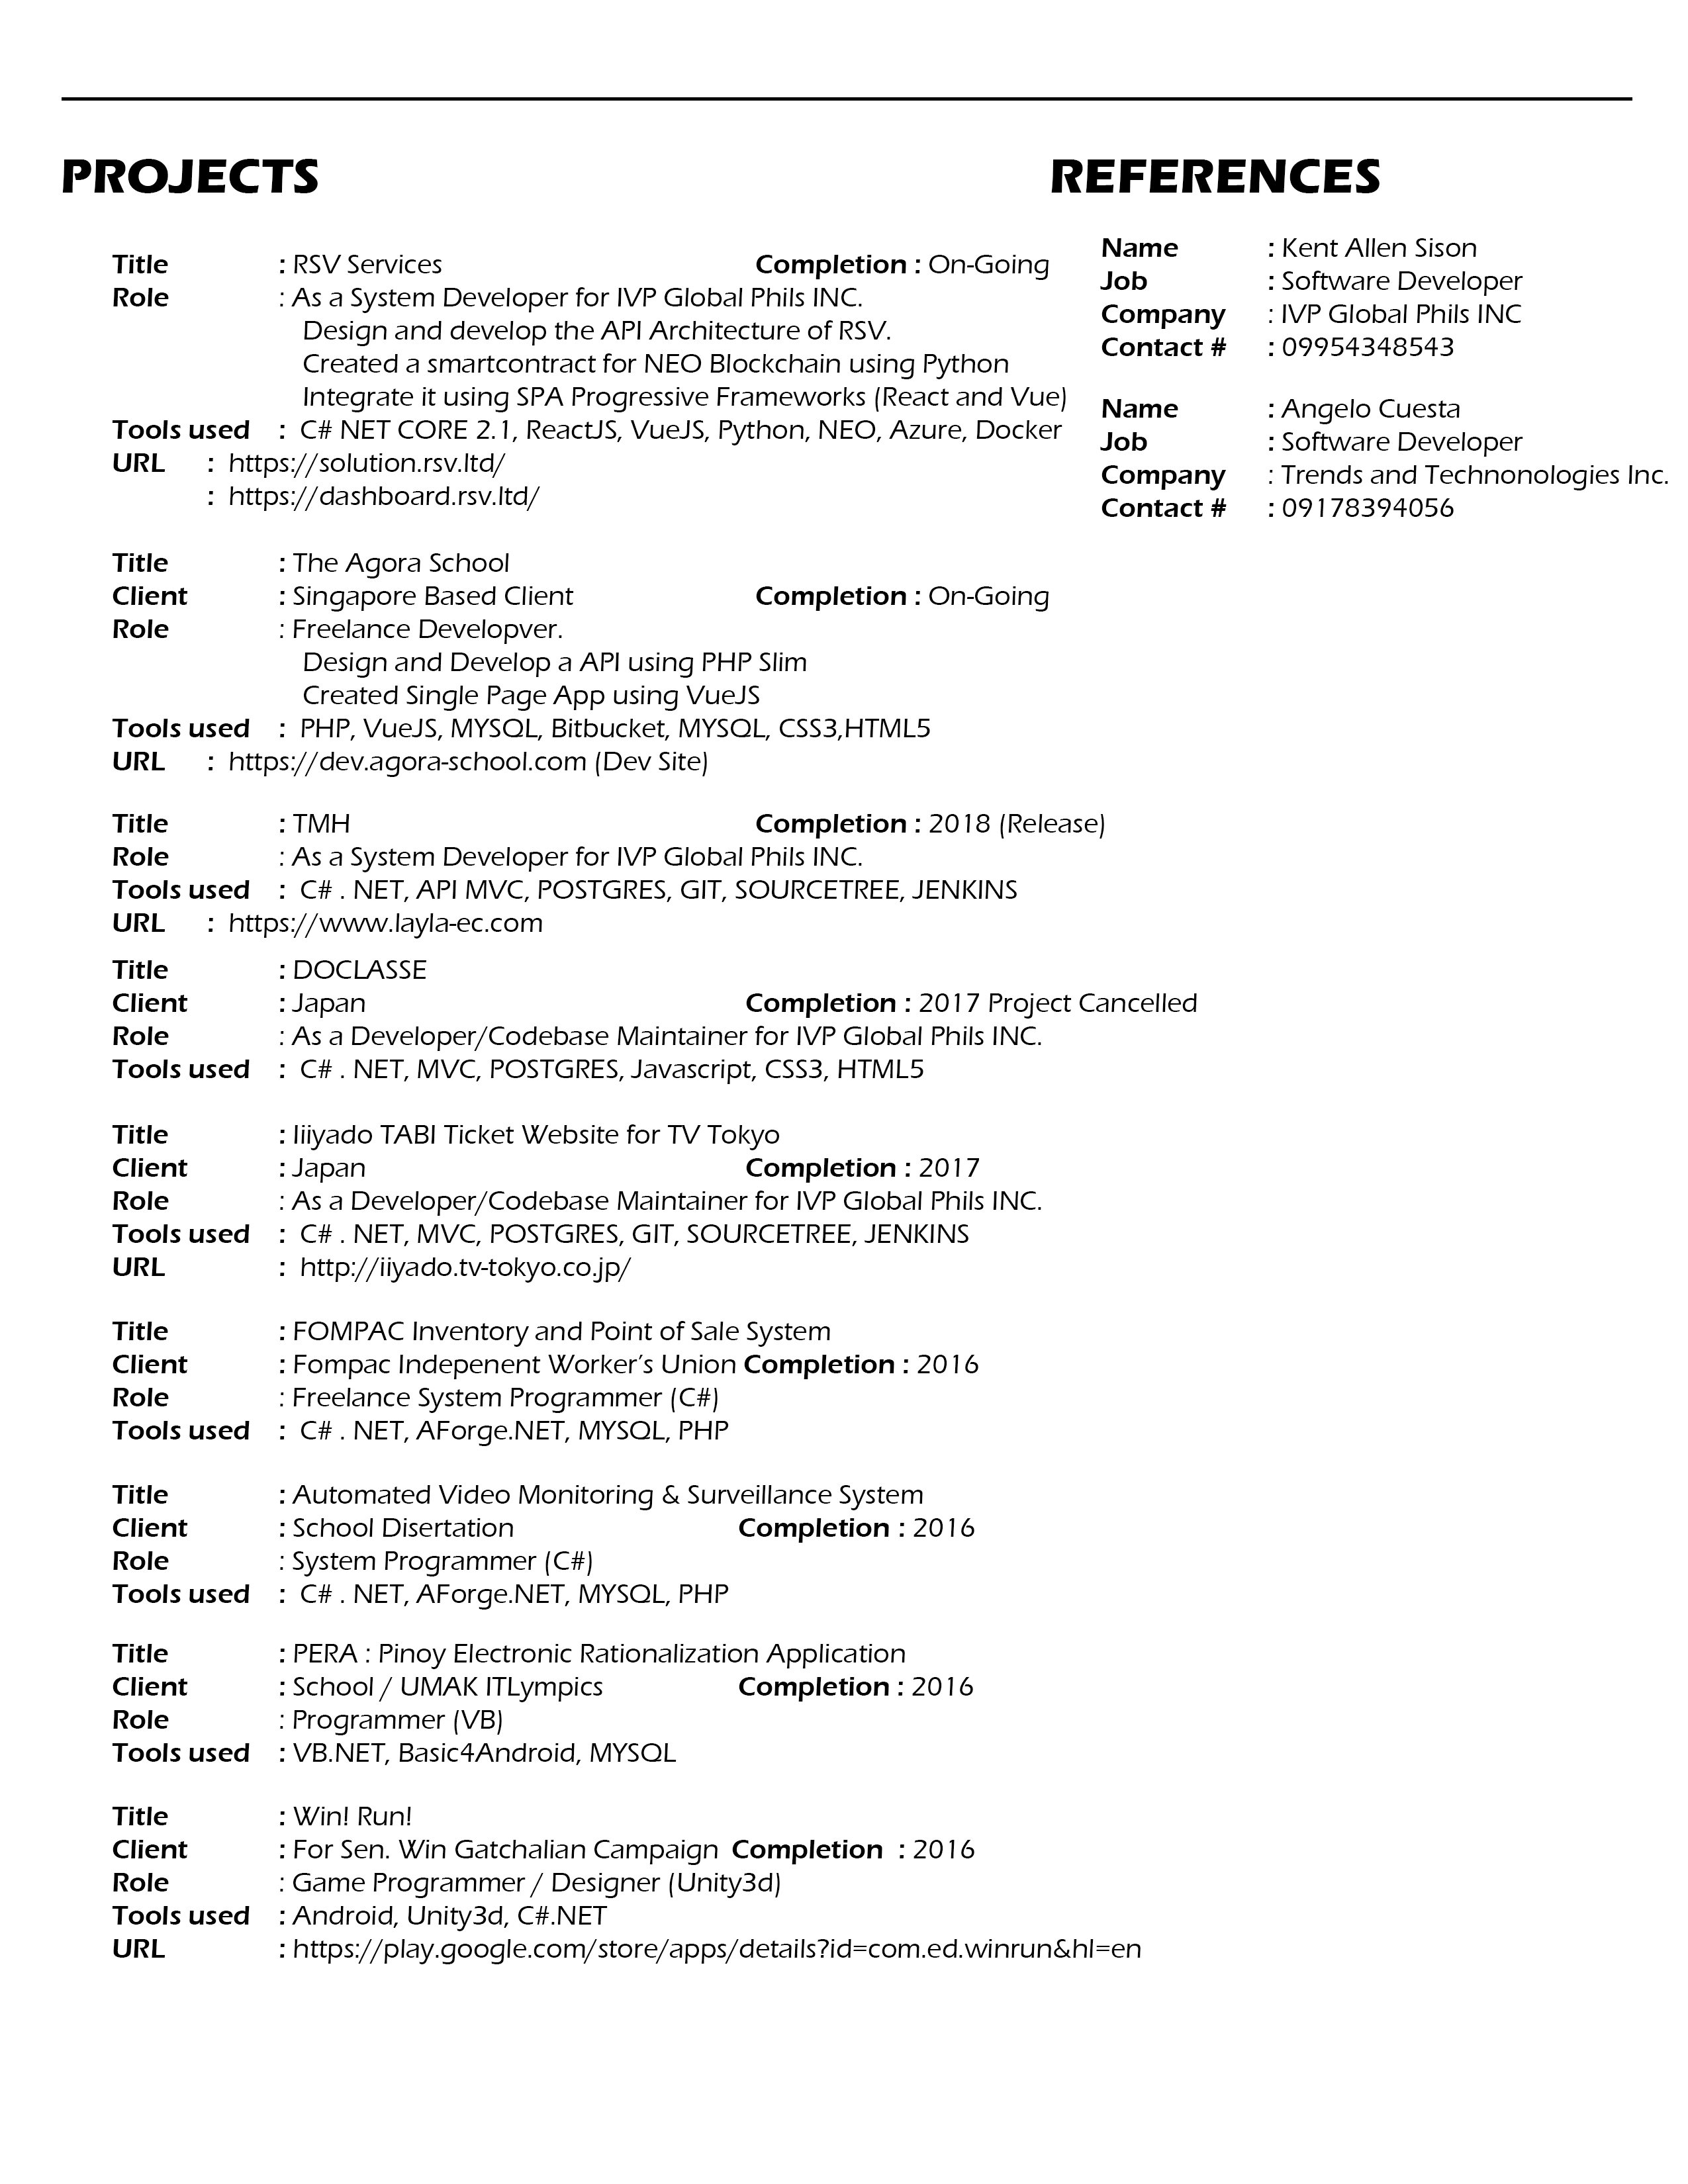 PROJECTS
Title : RSV Services Completion : On-Going
Role : As a System Developer for IVP Global Phils INC.
Design and develop the API Architecture of RSV.
Created a smartcontract for NEO Blockchain using Python
Integrate it using SPA Progressive Frameworks (React and Vue)
Tools used : C# NET CORE 2.1, ReactJS, VueJS, Python, NEO, Azure, Docker
URL : https://solution.rsv.ltd/
: https://dashboard.rsv.ltd/
Title : The Agora School
Client : Singapore Based Client Completion : On-Going
Role : Freelance Developver.
Design and Develop a API using PHP Slim
Created Single Page App using VueJS
Tools used : PHP, VueJS, MYSQL, Bitbucket, MYSQL, CSS3,HTML5
URL : https://dev.agora-school.com (Dev Site)
Title : TMH Completion : 2018 (Release)
Role : As a System Developer for IVP Global Phils INC.
Tools used : C# . NET, API MVC, POSTGRES, GIT, SOURCETREE, JENKINS
URL : https://www.layla-ec.com
Title : DOCLASSE
Client : Japan Completion : 2017 Project Cancelled
Role : As a Developer/Codebase Maintainer for IVP Global Phils INC.
Tools used : C# . NET, MVC, POSTGRES, Javascript, CSS3, HTML5
Title : Iiiyado TABI Ticket Website for TV Tokyo
Client : Japan Completion : 2017
Role : As a Developer/Codebase Maintainer for IVP Global Phils INC.
Tools used : C# . NET, MVC, POSTGRES, GIT, SOURCETREE, JENKINS
URL : http://iiyado.tv-tokyo.co.jp/
Title : FOMPAC Inventory and Point of Sale System
Client : Fompac Indepenent Worker's Union Completion : 2016
Role : Freelance System Programmer (C#)
Tools used : C# . NET, AForge.NET, MYSQL, PHP
Title : Automated Video Monitoring & Surveillance System
Client : School Disertation Completion : 2016
Role : System Programmer (C#)
Tools used : C# . NET, AForge.NET, MYSQL, PHP
Title : PERA : Pinoy Electronic Rationalization Application
Client : School / UMAK ITLympics Completion : 2016
Role : Programmer (VB)
Tools used : VB.NET, Basic4Android, MYSQL
Title : Win! Run!
Client : For Sen. Win Gatchalian Campaign Completion : 2016
Role : Game Programmer / Designer (Unity3d)
Tools used : Android, Unity3d, C#.NET
URL : https://play.google.com/store/apps/details?id=com.ed.winrun&hl=en
REFERENCES
Name : Kent Allen Sison
Job : Software Developer
Company : IVP Global Phils INC
Contact # : 09954348543
Name : Angelo Cuesta
Job : Software Developer
Company : Trends and Technonologies Inc.
Contact # : 09178394056